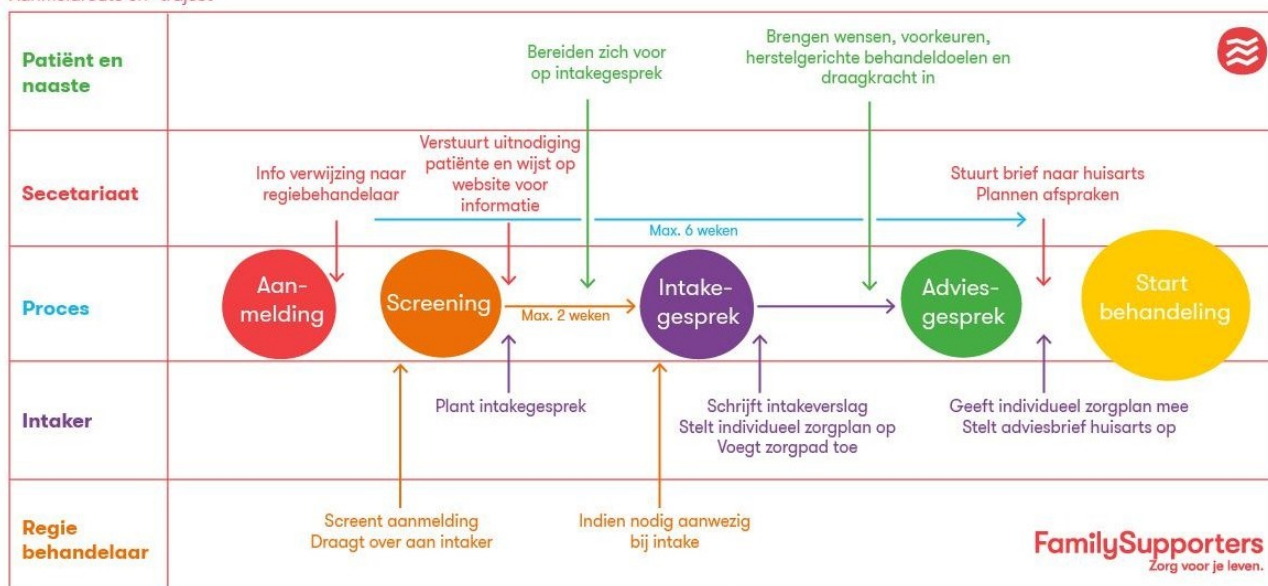 Patiënt en
naaste
Bereiden zich voor
op intakegesprek
Brengen wensen, voorkeuren,
herstelgerichte behandeldoelen en
draagkracht in
Secetariaat
Info verwijzing naar
regiebehandelaar
Verstuurt uitnodiging
patiënte en wijst op
website voor
informatie
Stuurt brief naar huisarts
Plannen afspraken
Max. 6 weken
Proces
Aan-
melding
Screening
Max. 2 weken
Intake-
gesprek
Advies-
gesprek
Start
behandeling
Intaker
Plant intakegesprek
Schrijft intakeverslag
Stelt individueel zorgplan op
Voegt zorgpad toe
Geeft individueel zorgplan mee
Stelt adviesbrief huisarts op
Regie
behandelaar
Screent aanmelding
Draagt over aan intaker
Indien nodig aanwezig
bij intake
FamilySupporters
Zorg voor je leven.